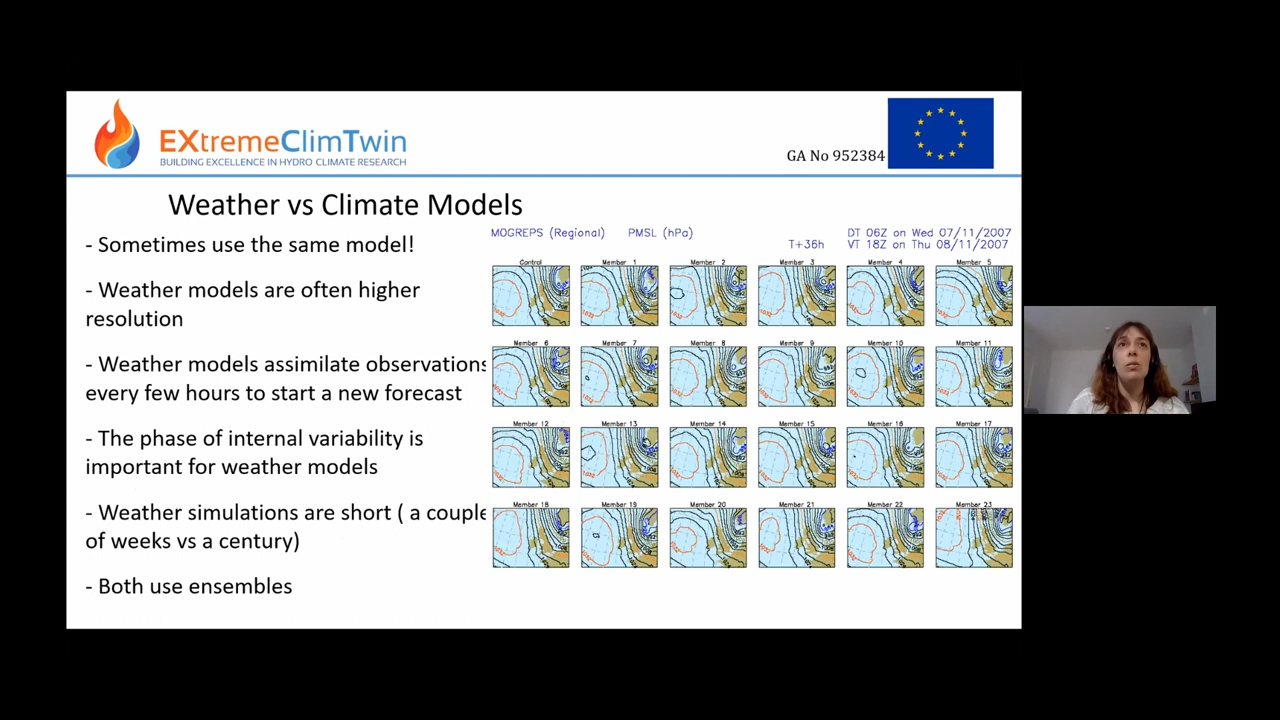 EXtremeClimTwin
BUILDING EXCELLENCE IN HYDRO CLIMATE RESEARCH
GA No 952384
Weather vs Climate Models
- Sometimes use the same model!
- Weather models are often higher
resolution
- Weather models assimilate observations
every few hours to start a new forecast
- The phase of internal variability is
important for weather models
- Weather simulations are short ( a couple
of weeks vs a century)
- Both use ensembles
MOGREPS (Regional) PMSL (hPa)
DT 06Z on Wed 07/11/2007
T+36h VT 18Z on Thu 08/11/2007
Control Member 1 Member 2 Member 3 Member 4 Member 5
Member 6 Member 7 Member 8 Member 9 Member 10 Member 11
Member 12 Member 13 Member 14 Member 15 Member 16 Member 17
Member 18 Member 19 Member 20 Member 21 Member 22 Member 23